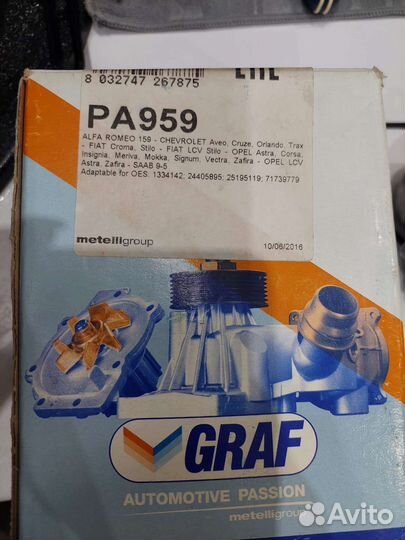 8 032747 267875
EAC
PA959
ALFA ROMEO 159 - CHEVROLET Aveo, Cruze, Orlando, Trax
- FIAT Croma, Stilo - FIAT LCV Stilo - OPEL Astra, Corsa,
Insignia, Meriva, Mokka, Signum, Vectra, Zafira - OPEL LCV
Astra, Zafira - SAAB 9-5
Adaptable for OES: 1334142; 24405895; 25195119; 71739779
metelligroup
10/06/2016
GRAF
AUTOMOTIVE PASSION
metelligroup
Avito